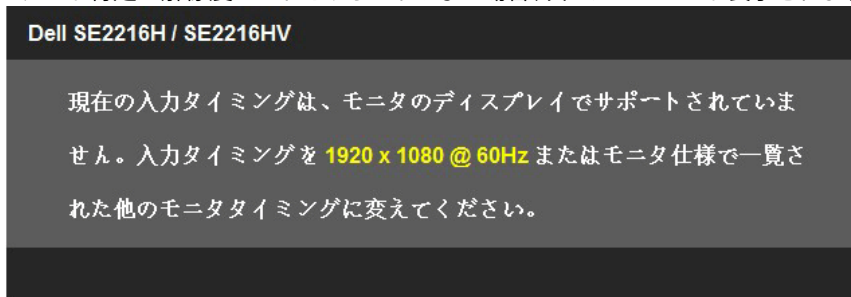 Dell SE2216H / SE2216HV
現在の入力タイミングは、モニタのディスプレイでサポートされていま
せん。入力タイミングを 1920 x 1080 @ 60Hz またはモニタ仕様で一覧さ
れた他のモニタタイミングに変えてください。